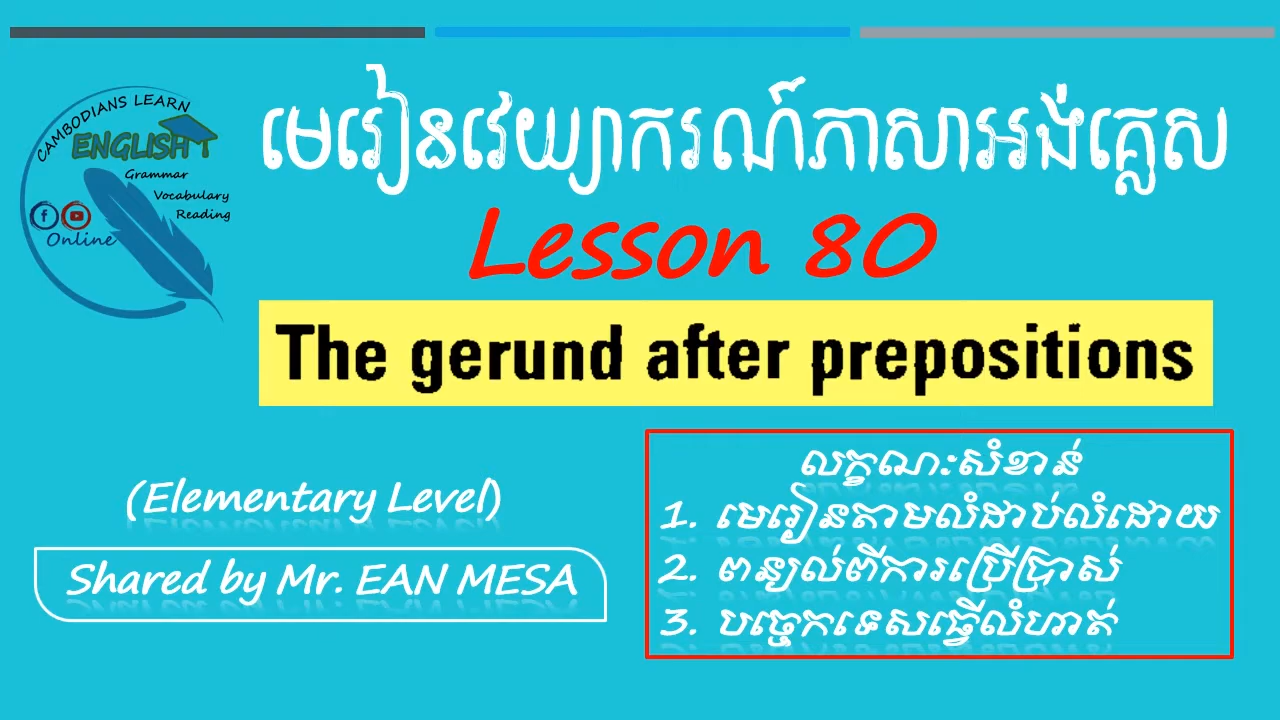 CAMBODIANS LEARN
ENGLISH
Grammar
Vocabulary
Reading
Online
មេរៀនវេយ្យាករណ៍ភាសាអង់គ្លេស
Lesson 80
The gerund after prepositions
(Elementary Level)
Shared by Mr. EAN MESA
លក្ខណៈសំខាន់
1. មេរៀនតាមលំដាប់លំដោយ
2. ពន្យល់ពីការប្រើប្រាស់
3. បច្ចេកទេសធ្វើលំហាត់